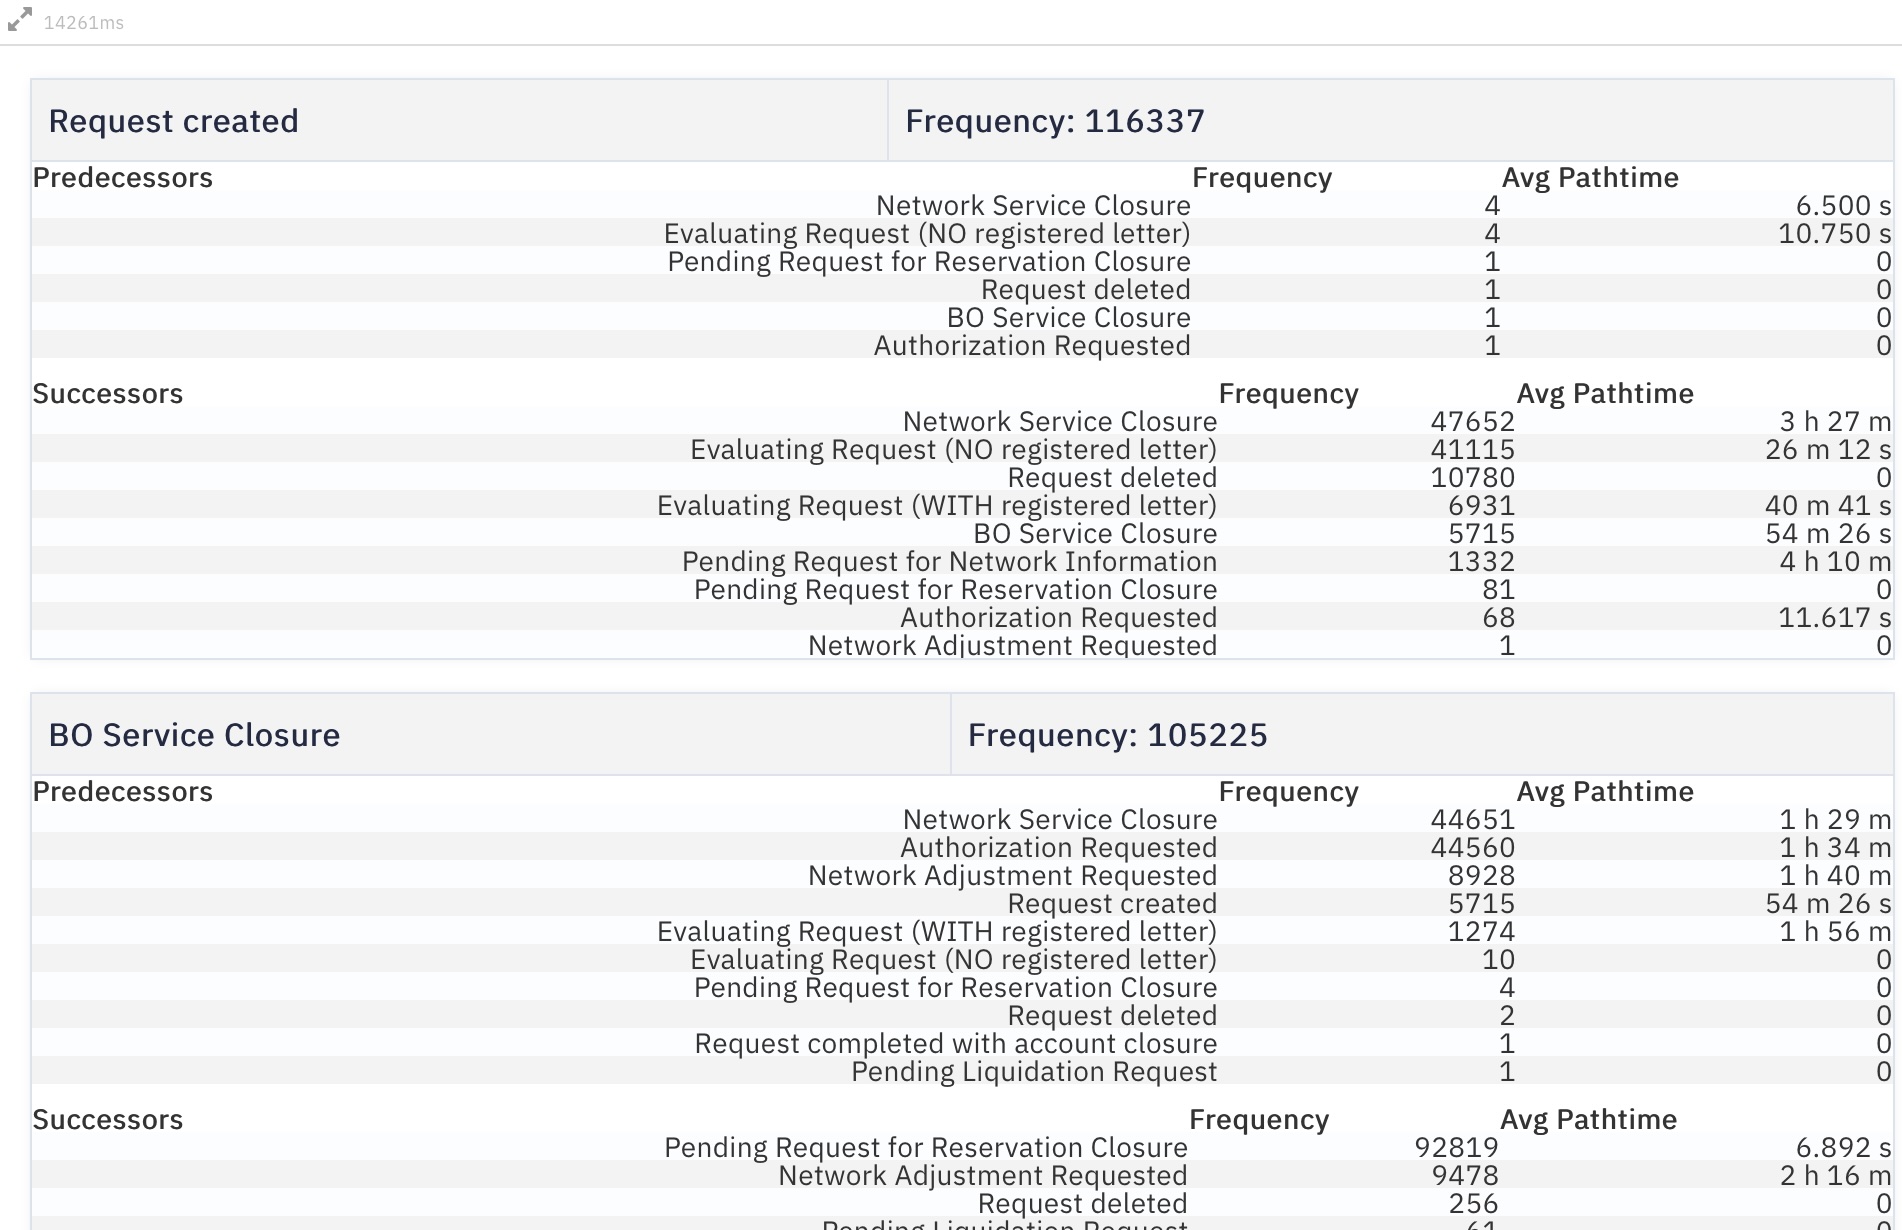 14261ms
Request created Frequency: 116337
Predecessors Frequency Avg Pathtime
Network Service Closure 4 6.500 s
Evaluating Request (NO registered letter) 4 10.750 s
Pending Request for Reservation Closure 1 0
Request deleted 1 0
BO Service Closure 1 0
Authorization Requested 1 0
Successors Frequency Avg Pathtime
Network Service Closure 47652 3 h 27 m
Evaluating Request (NO registered letter) 41115 26 m 12 s
Request deleted 10780 0
Evaluating Request (WITH registered letter) 6931 40 m 41 s
BO Service Closure 5715 54 m 26 s
Pending Request for Network Information 1332 4 h 10 m
Pending Request for Reservation Closure 81 0
Authorization Requested 68 11.617 s
Network Adjustment Requested 1 0
BO Service Closure Frequency: 105225
Predecessors Frequency Avg Pathtime
Network Service Closure 44651 1 h 29 m
Authorization Requested 44560 1 h 34 m
Network Adjustment Requested 8928 1 h 40 m
Request created 5715 54 m 26 s
Evaluating Request (WITH registered letter) 1274 1 h 56 m
Evaluating Request (NO registered letter) 10 0
Pending Request for Reservation Closure 4 0
Request deleted 2 0
Request completed with account closure 1 0
Pending Liquidation Request 1 0
Successors Frequency Avg Pathtime
Pending Request for Reservation Closure 92819 6.892 s
Network Adjustment Requested 9478 2 h 16 m
Request deleted 256 0
Pending Liquidation Request 61 0